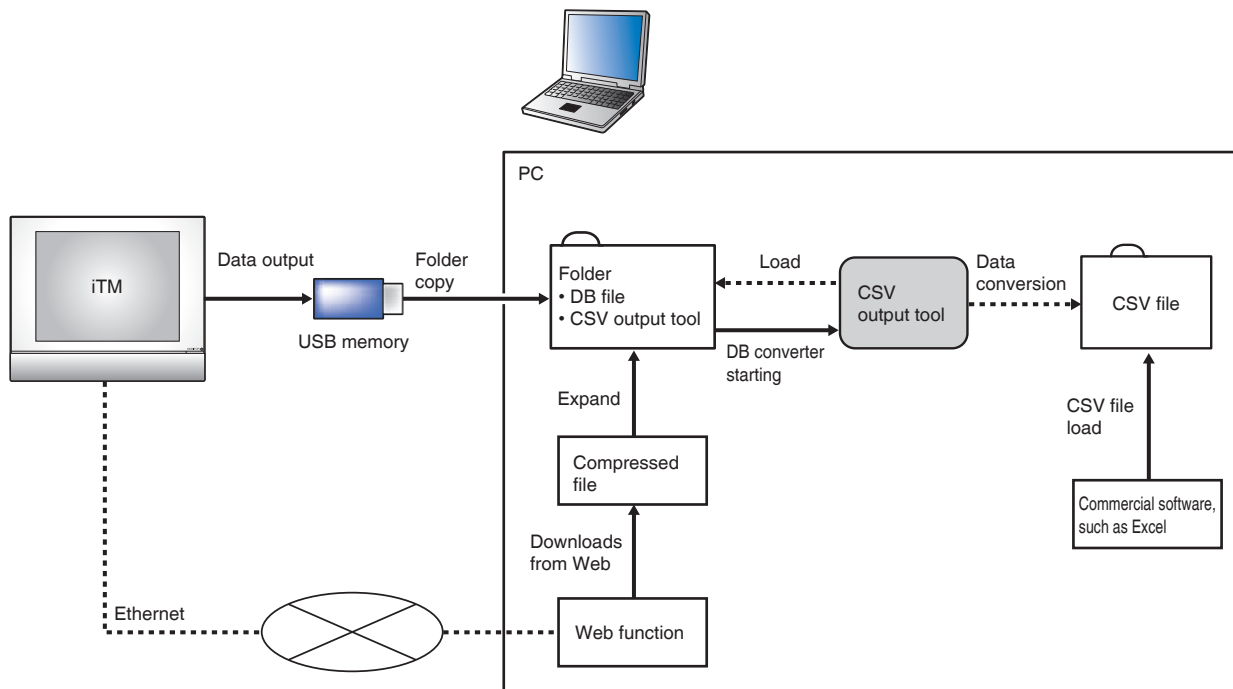 PC
iTM
Data output
USB memory
Folder
copy
Folder
• DB file
• CSV output tool
Load
DB converter
starting
CSV
output tool
Data
conversion
CSV file
Expand
Compressed
file
CSV file
load
Commercial software,
such as Excel
Downloads
from Web
Ethernet
Web function